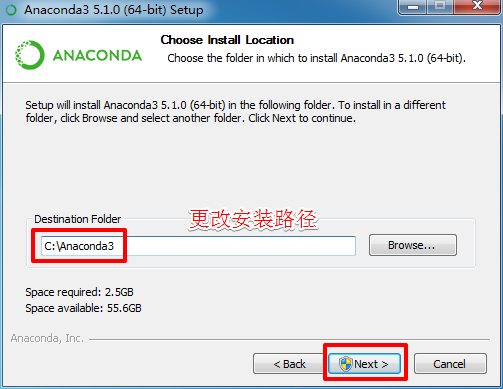 Anaconda3 5.1.0 (64-bit) Setup
ANACONDA
Choose Install Location
Choose the folder in which to install Anaconda3 5.1.0 (64-bit).
Setup will install Anaconda3 5.1.0 (64-bit) in the following folder. To install in a different
folder, click Browse and select another folder. Click Next to continue.
更改安装路径
Destination Folder
C:\Anaconda3
Browse...
Space required: 2.5GB
Space available: 55.6GB
Anaconda, Inc.
< Back
Next >
Cancel